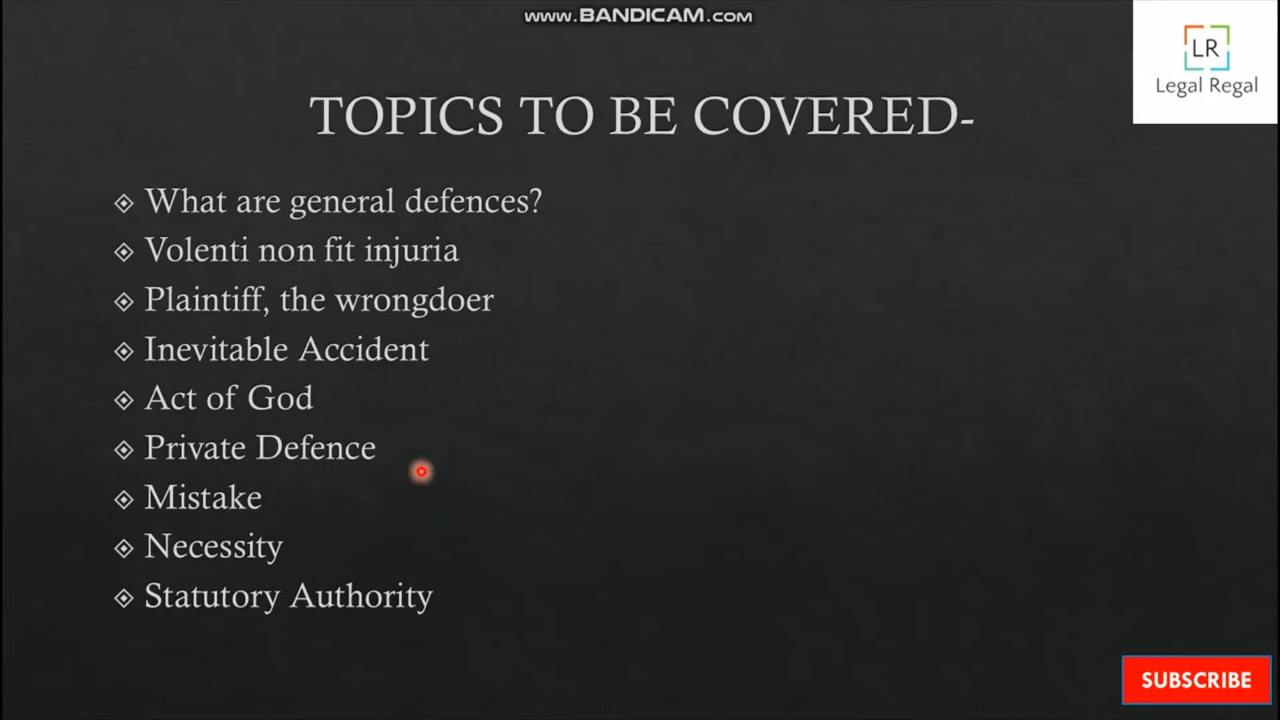 www.BANDICAM.com
LR
Legal Regal
TOPICS TO BE COVERED-
What are general defences?
Volenti non fit injuria
Plaintiff, the wrongdoer
Inevitable Accident
Act of God
Private Defence
Mistake
Necessity
Statutory Authority
SUBSCRIBE